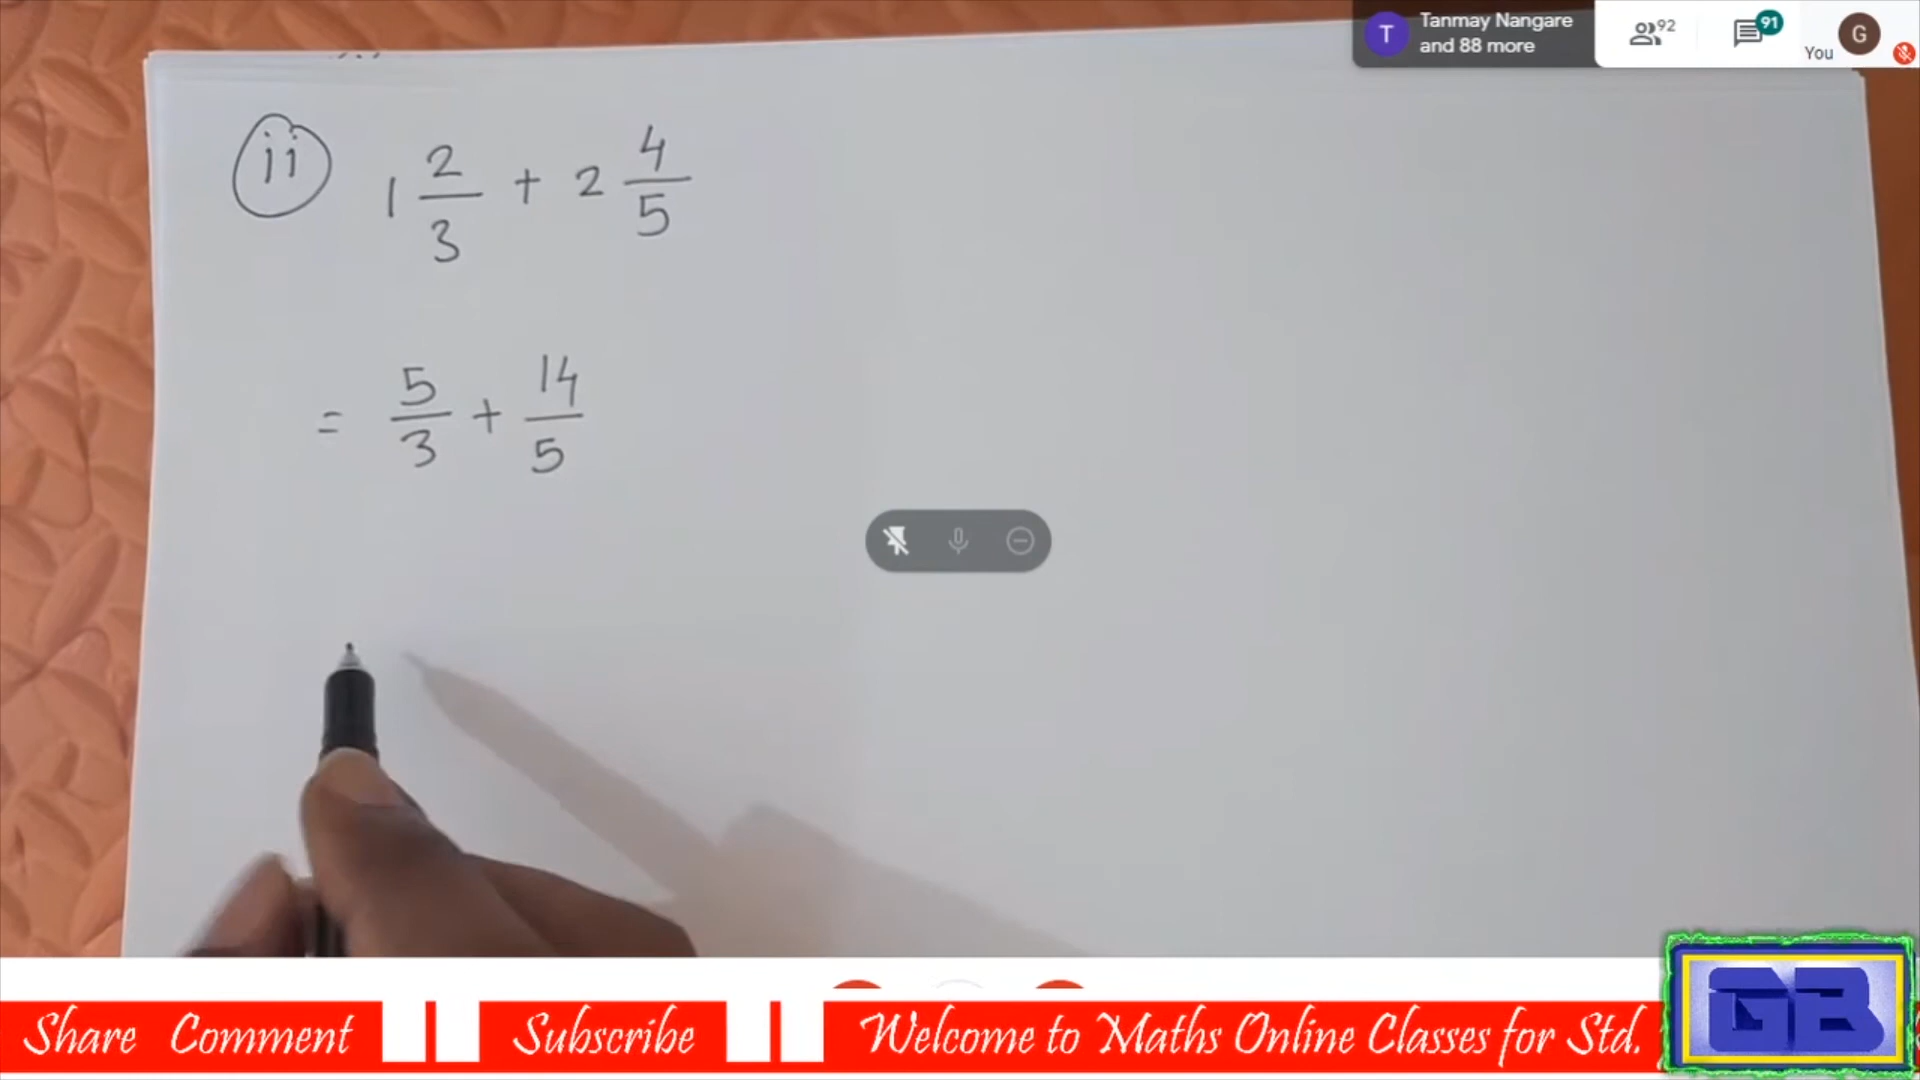 T Tanmay Nangare
and 88 more
92
91
You
G
ii 1 2/3 + 2 4/5
= 5/3 + 14/5
Share Comment
Subscribe
Welcome to Maths Online Classes for Std.
GB